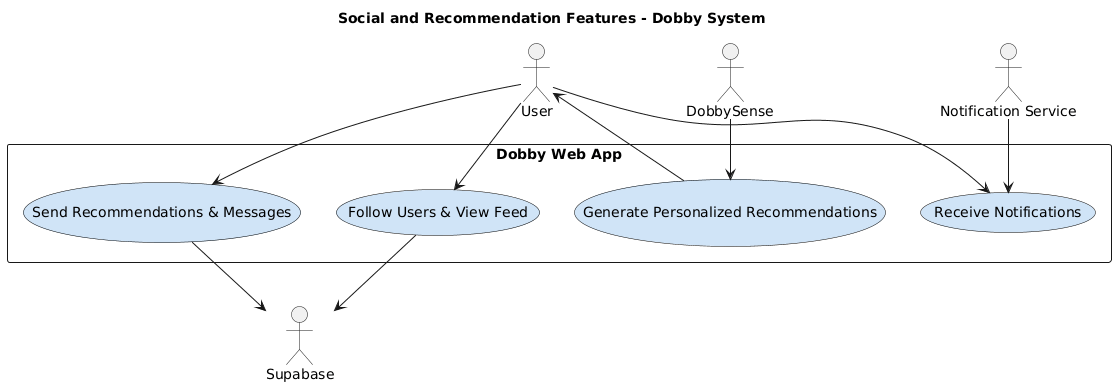 Social and Recommendation Features - Dobby System
User
DobbySense
Notification Service
Dobby Web App
Send Recommendations & Messages
Follow Users & View Feed
Generate Personalized Recommendations
Receive Notifications
Supabase